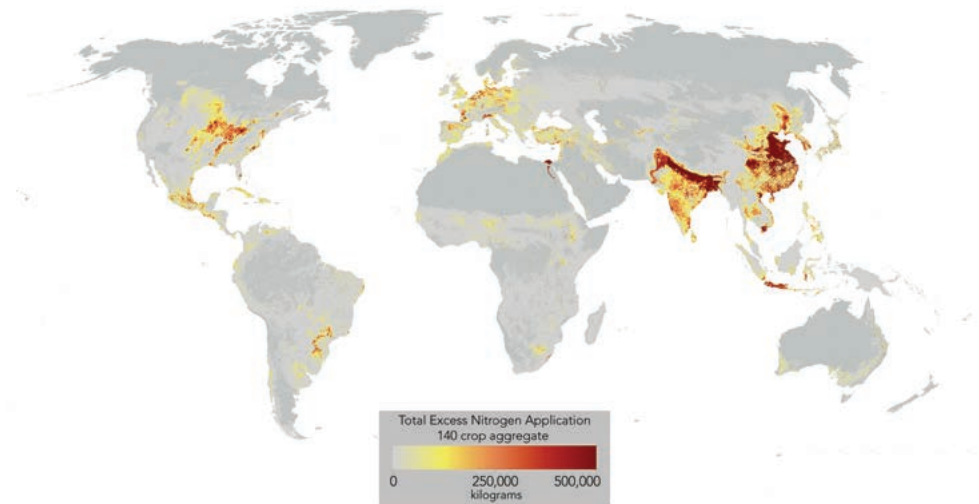 Total Excess Nitrogen Application
140 crop aggregate
0 250,000 500,000
kilograms